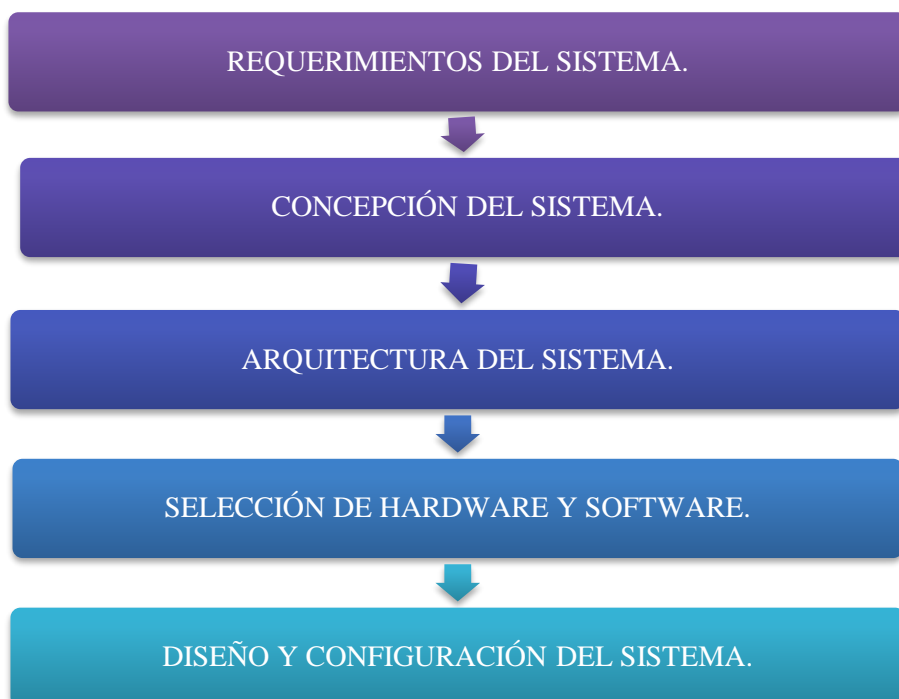 REQUERIMIENTOS DEL SISTEMA.
CONCEPCIÓN DEL SISTEMA.
ARQUITECTURA DEL SISTEMA.
SELECCIÓN DE HARDWARE Y SOFTWARE.
DISEÑO Y CONFIGURACIÓN DEL SISTEMA.